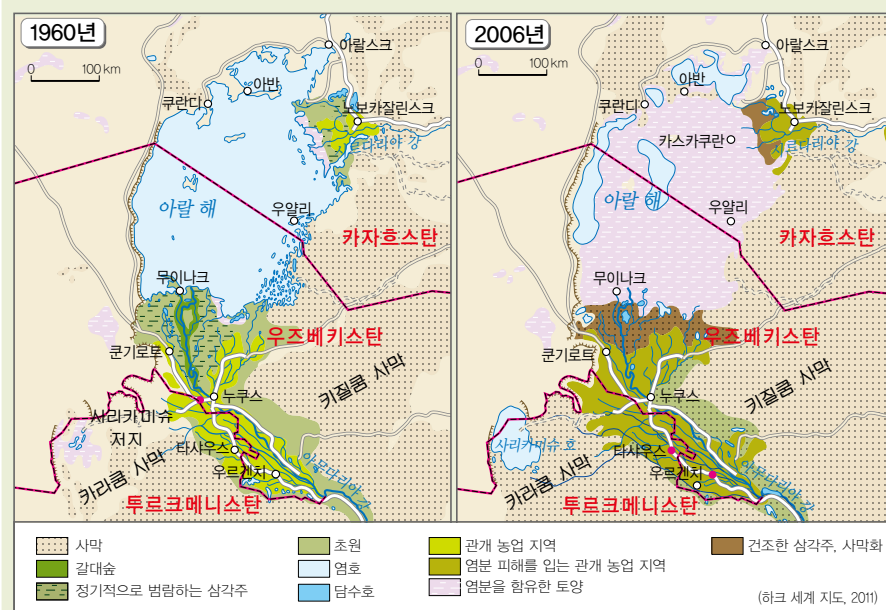 1960년
0 100 km
아랄스크
아반
쿠란디
노보카잘린스크
시르다리야 강
아랄 해
우얄리
카자흐스탄
무이나크
우즈베키스탄
쿤기로트
키질쿰 사막
누쿠스
사리카미슈
저지
타사우스
카라쿰 사막
우르겐치
아무다리야 강
투르크메니스탄
2006년
0 100 km
아랄스크
아반
쿠란디
노보카잘린스크
카스카쿠란
시르다리야 강
아랄 해
우얄리
카자흐스탄
무이나크
우즈베키스탄
쿤기로트
키질쿰 사막
누쿠스
사리카미슈 호
타사우스
카라쿰 사막
우르겐치
아무다리야 강
투르크메니스탄
사막
갈대숲
정기적으로 범람하는 삼각주
초원
염호
담수호
관개 농업 지역
염분 피해를 입는 관개 농업 지역
염분을 함유한 토양
건조한 삼각주, 사막화
(하크 세계 지도, 2011)